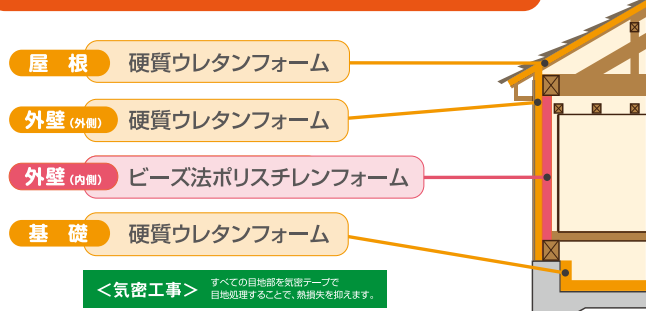 屋根 硬質ウレタンフォーム
外壁(外側) 硬質ウレタンフォーム
外壁(内側) ビーズ法ポリスチレンフォーム
基礎 硬質ウレタンフォーム
<気密工事> すべての目地部を気密テープで
目地処理することで、熱損失を抑えます。